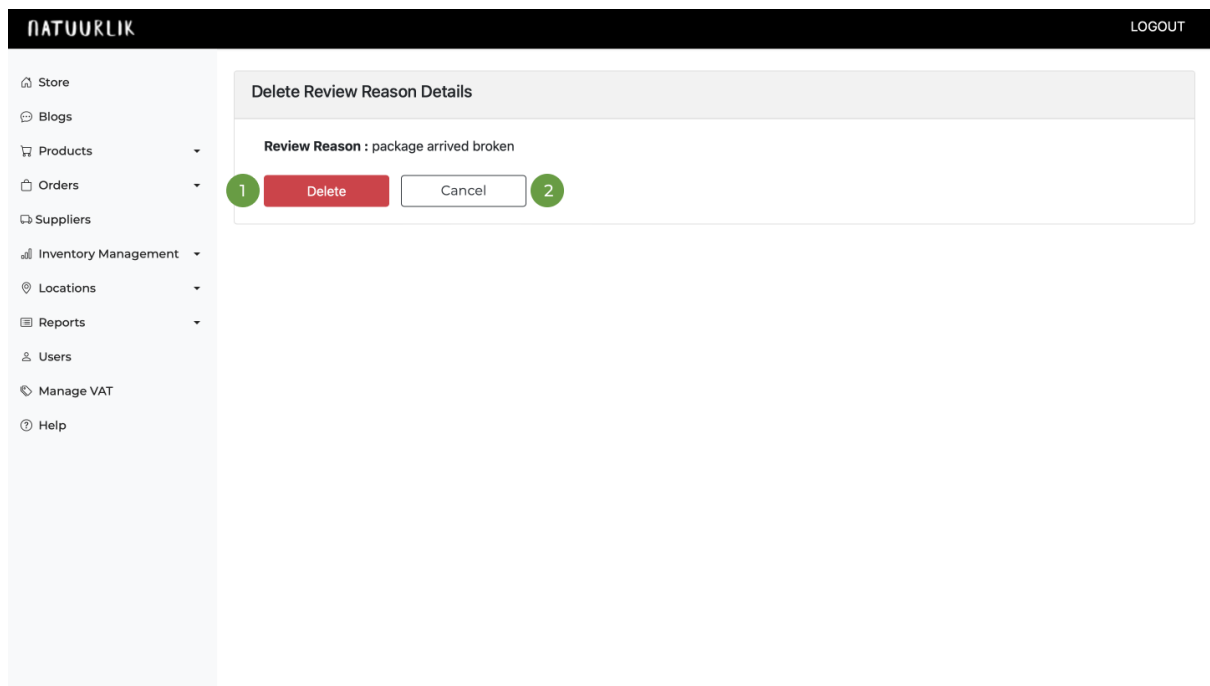 NATUURLIK
LOGOUT
Store
Blogs
Products
Orders
Suppliers
Inventory Management
Locations
Reports
Users
Manage VAT
Help
Delete Review Reason Details
Review Reason : package arrived broken
1 Delete Cancel 2